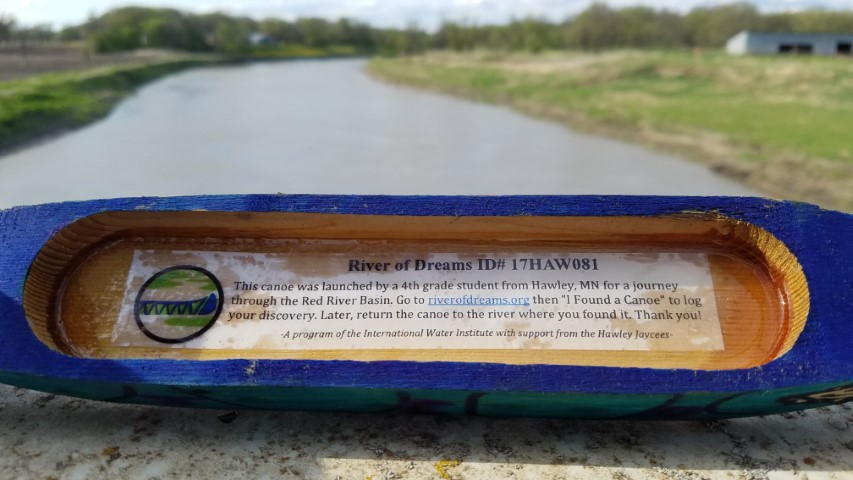 River of Dreams ID# 17HAW081
This canoe was launched by a 4th grade student from Hawley, MN for a journey
through the Red River Basin. Go to riverofdreams.org then "I Found a Canoe" to log
your discovery. Later, return the canoe to the river where you found it. Thank you!
-A program of the International Water Institute with support from the Hawley Jaycees-